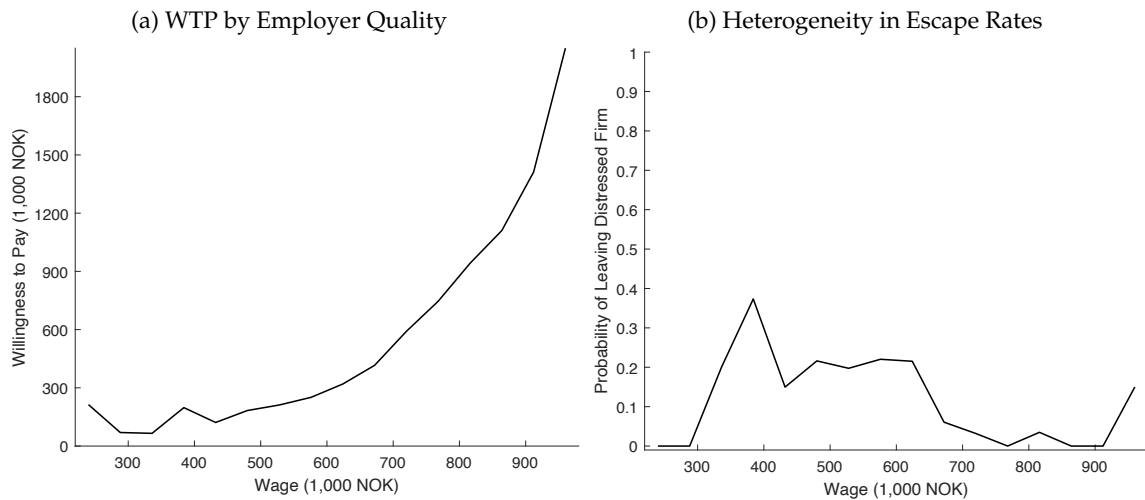 (a) WTP by Employer Quality
Willingness to Pay (1,000 NOK)
1800
1500
1200
900
600
300
0
300 400 500 600 700 800 900
Wage (1,000 NOK)
(b) Heterogeneity in Escape Rates
Probability of Leaving Distressed Firm
1
0.9
0.8
0.7
0.6
0.5
0.4
0.3
0.2
0.1
0
300 400 500 600 700 800 900
Wage (1,000 NOK)